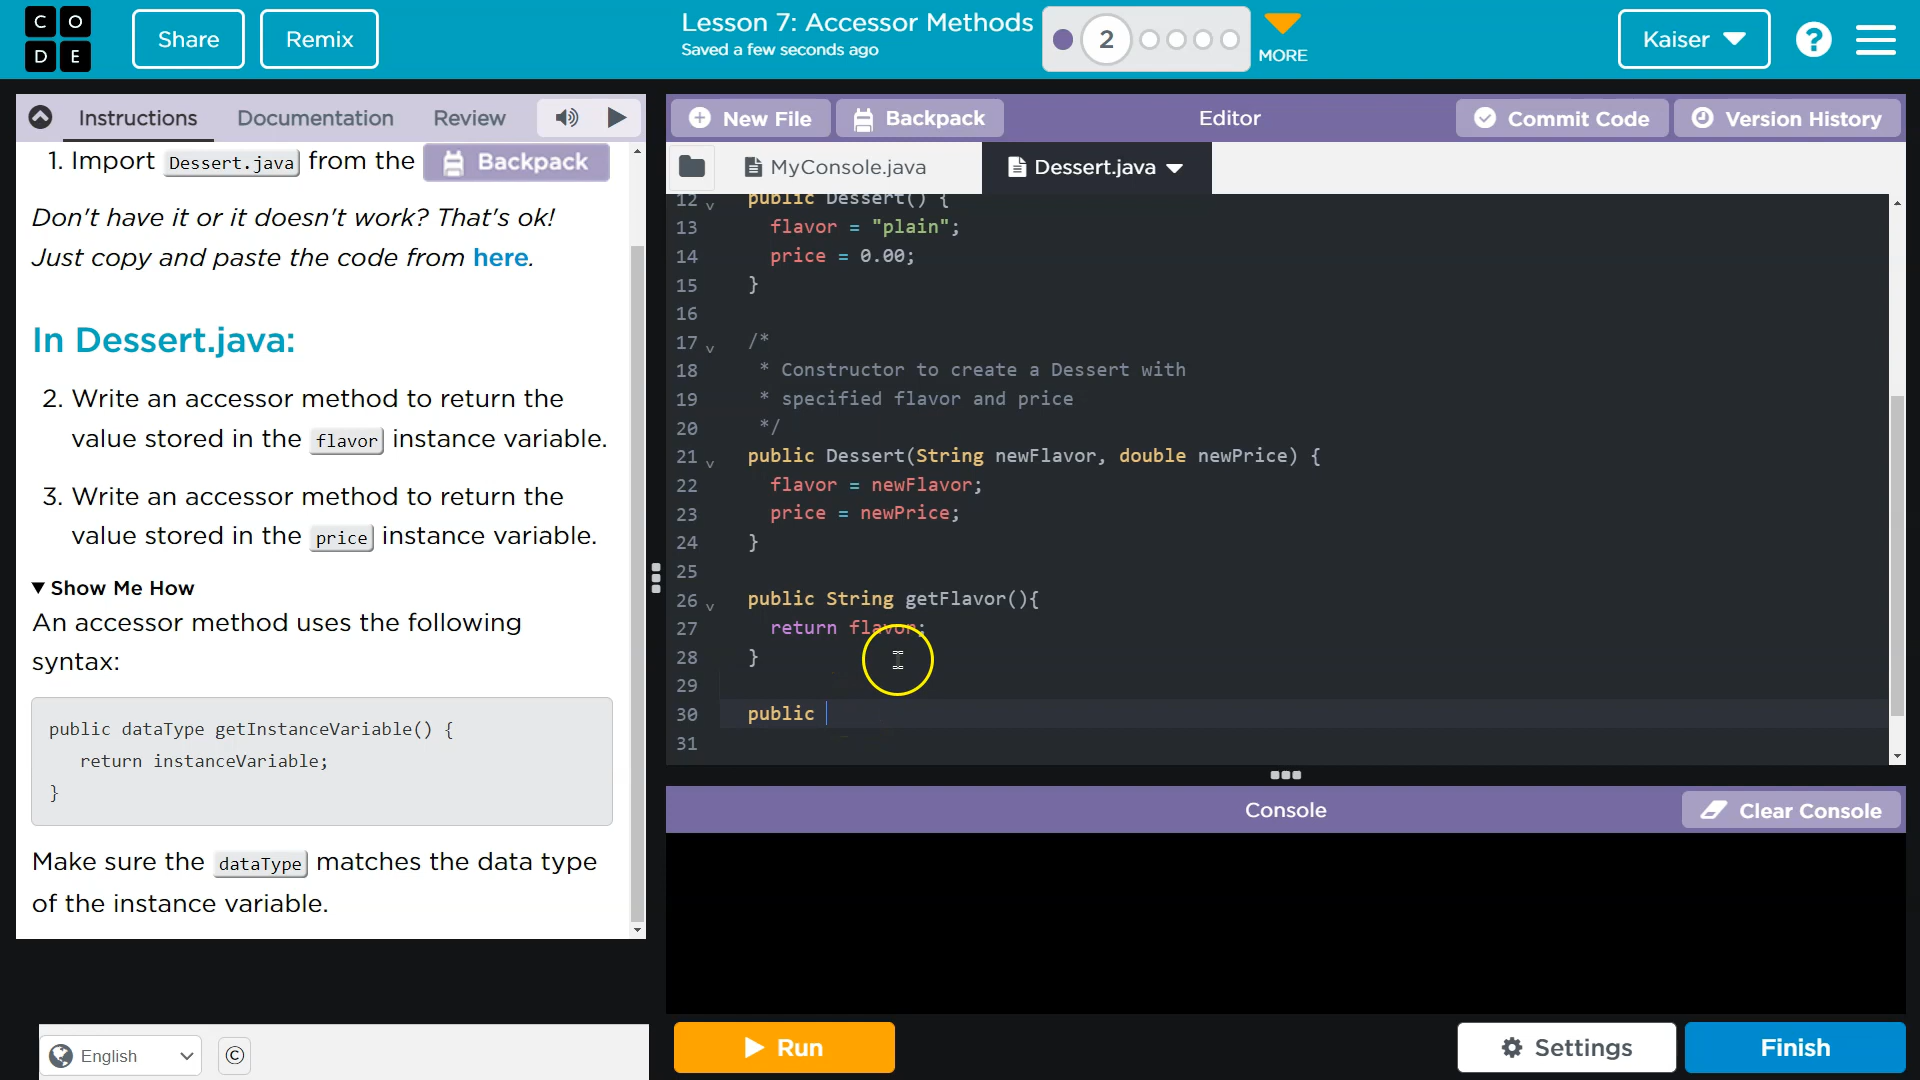 CODE
Share
Remix
Lesson 7: Accessor Methods
Saved a few seconds ago
2
MORE
Kaiser
?
Instructions
Documentation
Review
1. Import Dessert.java from the Backpack
Don't have it or it doesn't work? That's ok!
Just copy and paste the code from here.
In Dessert.java:
2. Write an accessor method to return the
value stored in the flavor instance variable.
3. Write an accessor method to return the
value stored in the price instance variable.
Show Me How
An accessor method uses the following
syntax:
public dataType getInstanceVariable() {
return instanceVariable;
}
Make sure the dataType matches the data type
of the instance variable.
English
©
New File
Backpack
Editor
Commit Code
Version History
MyConsole.java
Dessert.java
12 public Dessert() {
13 flavor = "plain";
14 price = 0.00;
15 }
16
17 /*
18 * Constructor to create a Dessert with
19 * specified flavor and price
20 */
21 public Dessert(String newFlavor, double newPrice) {
22 flavor = newFlavor;
23 price = newPrice;
24 }
25
26 public String getFlavor(){
27 return flavor;
28 }
29
30 public
31
Console
Clear Console
Run
Settings
Finish